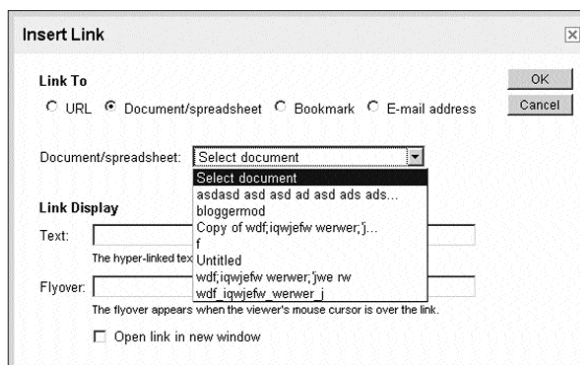 Insert Link
Link To
OK
URL Document/spreadsheet Bookmark E-mail address
Cancel
Document/spreadsheet: Select document
Select document
asdasd asd asd ad asd ads ads...
bloggermod
Copy of wdf;iqwjefw werwer;'j...
f
Untitled
wdf;iqwjefw werwer;'jwe rw
wdf_iqwjefw_werwer_j
Link Display
Text:
The hyper-linked tex
Flyover:
The flyover appears when the viewer's mouse cursor is over the link.
Open link in new window